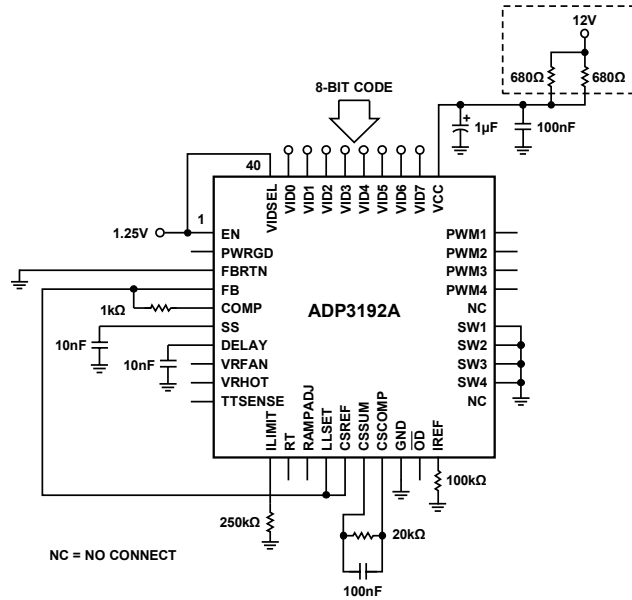 12V
680Ω
680Ω
8-BIT CODE
+
1µF
100nF
40
VIDSEL
VID0
VID1
VID2
VID3
VID4
VID5
VID6
VID7
VCC
1.25V
1
EN
PWRGD
FBRTN
FB
COMP
SS
DELAY
VRFAN
VRHOT
TTSENSE
1kΩ
10nF
10nF
ADP3192A
PWM1
PWM2
PWM3
PWM4
NC
SW1
SW2
SW3
SW4
NC
ILIMIT
RT
RAMPADJ
LLSET
CSREF
CSSUM
CSCOMP
GND
OD
IREF
100kΩ
250kΩ
20kΩ
100nF
NC = NO CONNECT